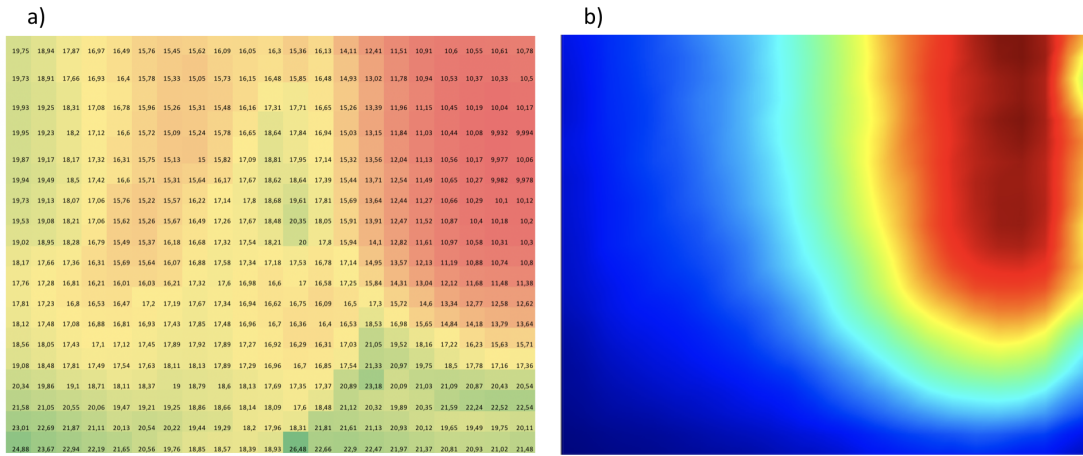 a) b)
19,75 18,94 17,87 16,97 16,49 15,76 15,45 15,62 16,09 16,05 16,3 15,36 16,13 14,11 12,41 11,51 10,91 10,6 10,55 10,61 10,78
19,73 18,91 17,66 16,93 16,4 15,78 15,33 15,05 15,73 16,15 16,48 15,85 16,48 14,93 13,02 11,78 10,94 10,53 10,37 10,33 10,5
19,93 19,25 18,31 17,08 16,78 15,96 15,26 15,31 15,48 16,16 17,31 17,71 16,65 15,26 13,39 11,96 11,15 10,45 10,19 10,04 10,17
19,95 19,23 18,2 17,12 16,6 15,72 15,09 15,24 15,78 16,65 18,64 17,84 16,94 15,03 13,15 11,84 11,03 10,44 10,08 9,932 9,994
19,87 19,17 18,17 17,32 16,31 15,75 15,13 15 15,82 17,09 18,81 17,95 17,14 15,32 13,56 12,04 11,13 10,56 10,17 9,977 10,06
19,94 19,49 18,5 17,42 16,6 15,71 15,31 15,64 16,17 17,67 18,62 18,64 17,39 15,44 13,71 12,54 11,49 10,65 10,27 9,982 9,978
19,73 19,13 18,07 17,06 15,76 15,22 15,57 16,22 17,14 17,8 18,68 19,61 17,81 15,69 13,64 12,44 11,27 10,66 10,29 10,1 10,12
19,53 19,08 18,21 17,06 15,62 15,26 15,67 16,49 17,26 17,67 18,48 20,35 18,05 15,91 13,91 12,47 11,52 10,87 10,4 10,18 10,2
19,02 18,95 18,28 16,79 15,49 15,37 16,18 16,68 17,32 17,54 18,21 20 17,8 15,94 14,1 12,82 11,61 10,97 10,58 10,31 10,3
18,17 17,66 17,36 16,31 15,69 15,64 16,07 16,88 17,58 17,34 17,18 17,53 16,78 17,14 14,95 13,57 12,13 11,19 10,88 10,74 10,8
17,76 17,28 16,81 16,21 16,01 16,03 16,21 17,32 17,6 16,98 16,6 17 16,58 17,25 15,84 14,31 13,04 12,12 11,68 11,48 11,38
17,81 17,23 16,8 16,53 16,47 17,2 17,19 17,67 17,34 16,94 16,62 16,75 16,09 16,5 17,3 15,72 14,6 13,34 12,77 12,58 12,62
18,12 17,48 17,08 16,88 16,81 16,93 17,43 17,85 17,48 16,96 16,7 16,36 16,4 16,53 18,53 16,98 15,65 14,84 14,18 13,79 13,64
18,56 18,05 17,43 17,1 17,12 17,45 17,89 17,92 17,89 17,27 16,92 16,29 16,31 17,03 21,05 19,52 18,16 17,22 16,23 15,63 15,71
19,08 18,48 17,81 17,49 17,54 17,63 18,11 18,13 17,89 17,29 16,96 16,7 16,85 17,54 21,33 20,97 19,75 18,5 17,78 17,16 17,36
20,34 19,86 19,1 18,71 18,11 18,37 19 18,79 18,6 18,13 17,69 17,35 17,37 20,89 23,18 20,09 21,03 21,09 20,87 20,43 20,54
21,58 21,05 20,55 20,06 19,47 19,21 19,25 18,86 18,66 18,14 18,09 17,6 18,48 21,12 20,32 19,89 20,35 21,59 22,24 22,52 22,54
23,01 22,69 21,87 21,11 20,13 20,54 20,22 19,44 19,29 18,2 17,96 18,31 21,81 21,61 21,13 20,93 20,12 19,65 19,49 19,75 20,11
24,88 23,67 22,94 22,19 21,65 20,56 19,76 18,85 18,57 18,39 18,93 26,48 22,66 22,9 22,47 21,97 21,37 20,81 20,93 21,02 21,48